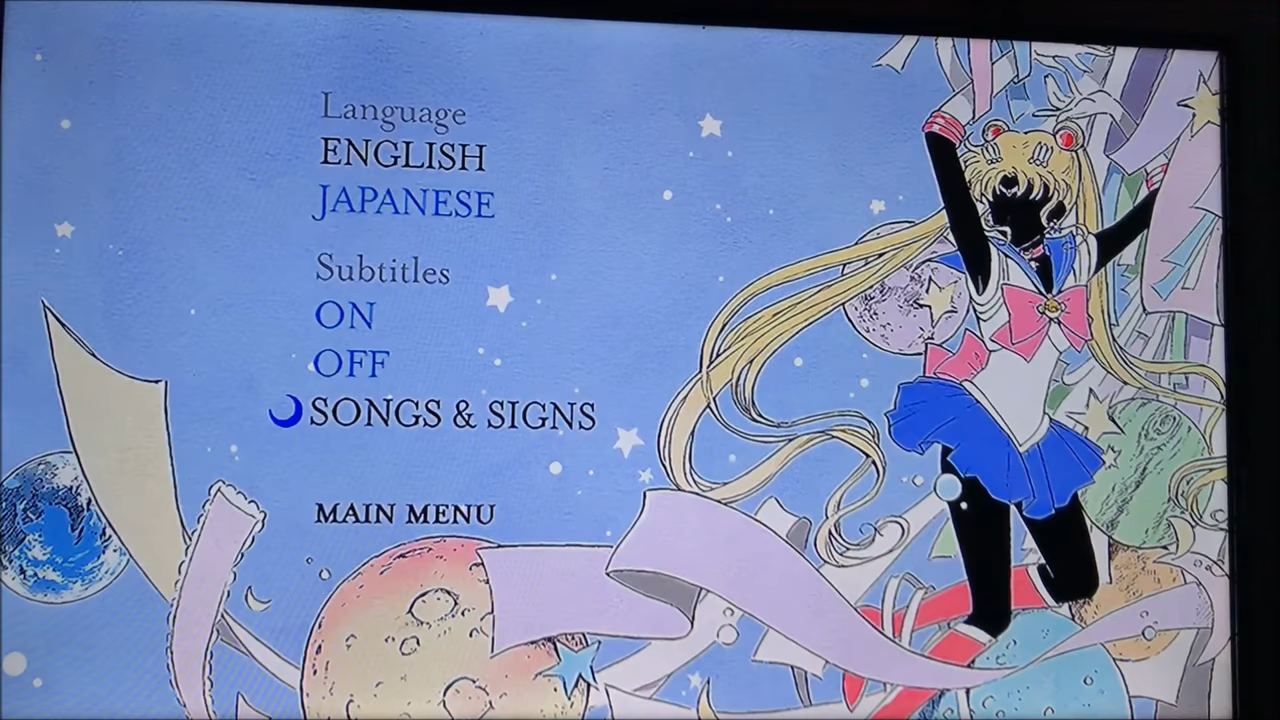 Language
ENGLISH
JAPANESE
Subtitles
ON
OFF
SONGS & SIGNS
MAIN MENU